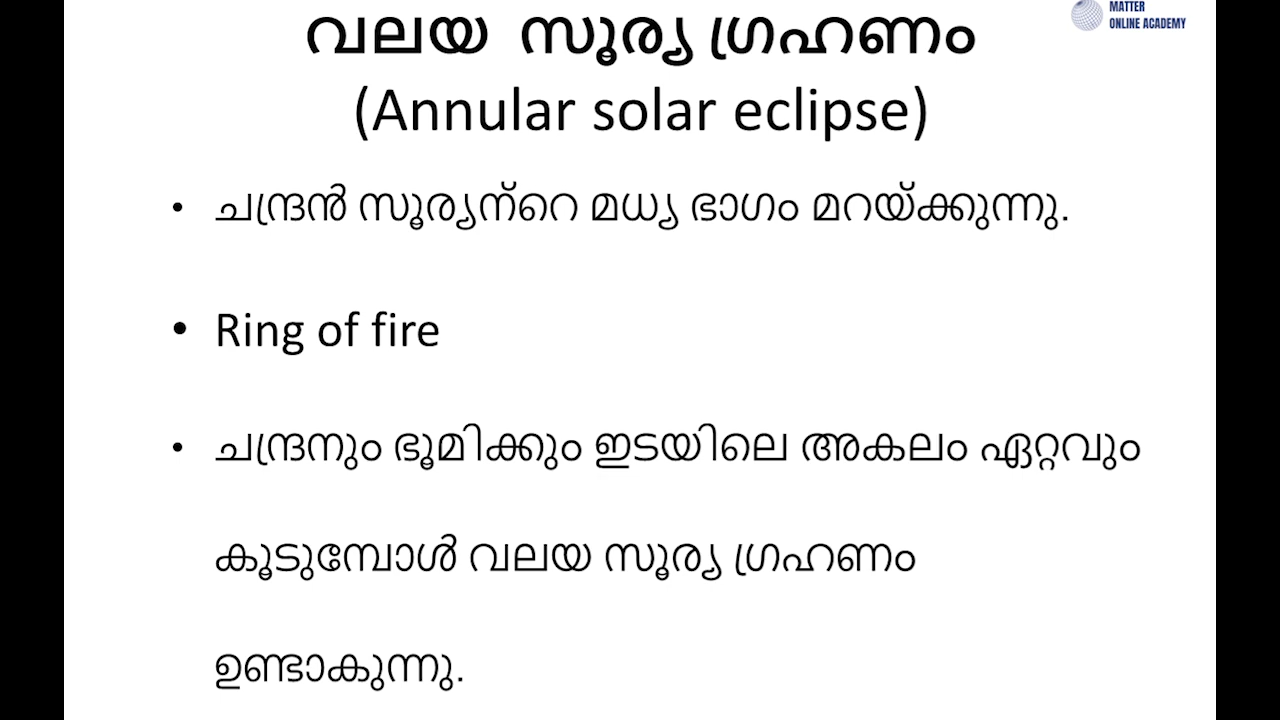 MATTER
ONLINE ACADEMY
വലയ സൂര്യ ഗ്രഹണം
(Annular solar eclipse)
• ചന്ദ്രൻ സൂര്യന്റെ മധ്യ ഭാഗം മറയ്ക്കുന്നു.
• Ring of fire
• ചന്ദ്രനും ഭൂമിക്കും ഇടയിലെ അകലം ഏറ്റവും
കൂടുമ്പോൾ വലയ സൂര്യ ഗ്രഹണം
ഉണ്ടാകുന്നു.